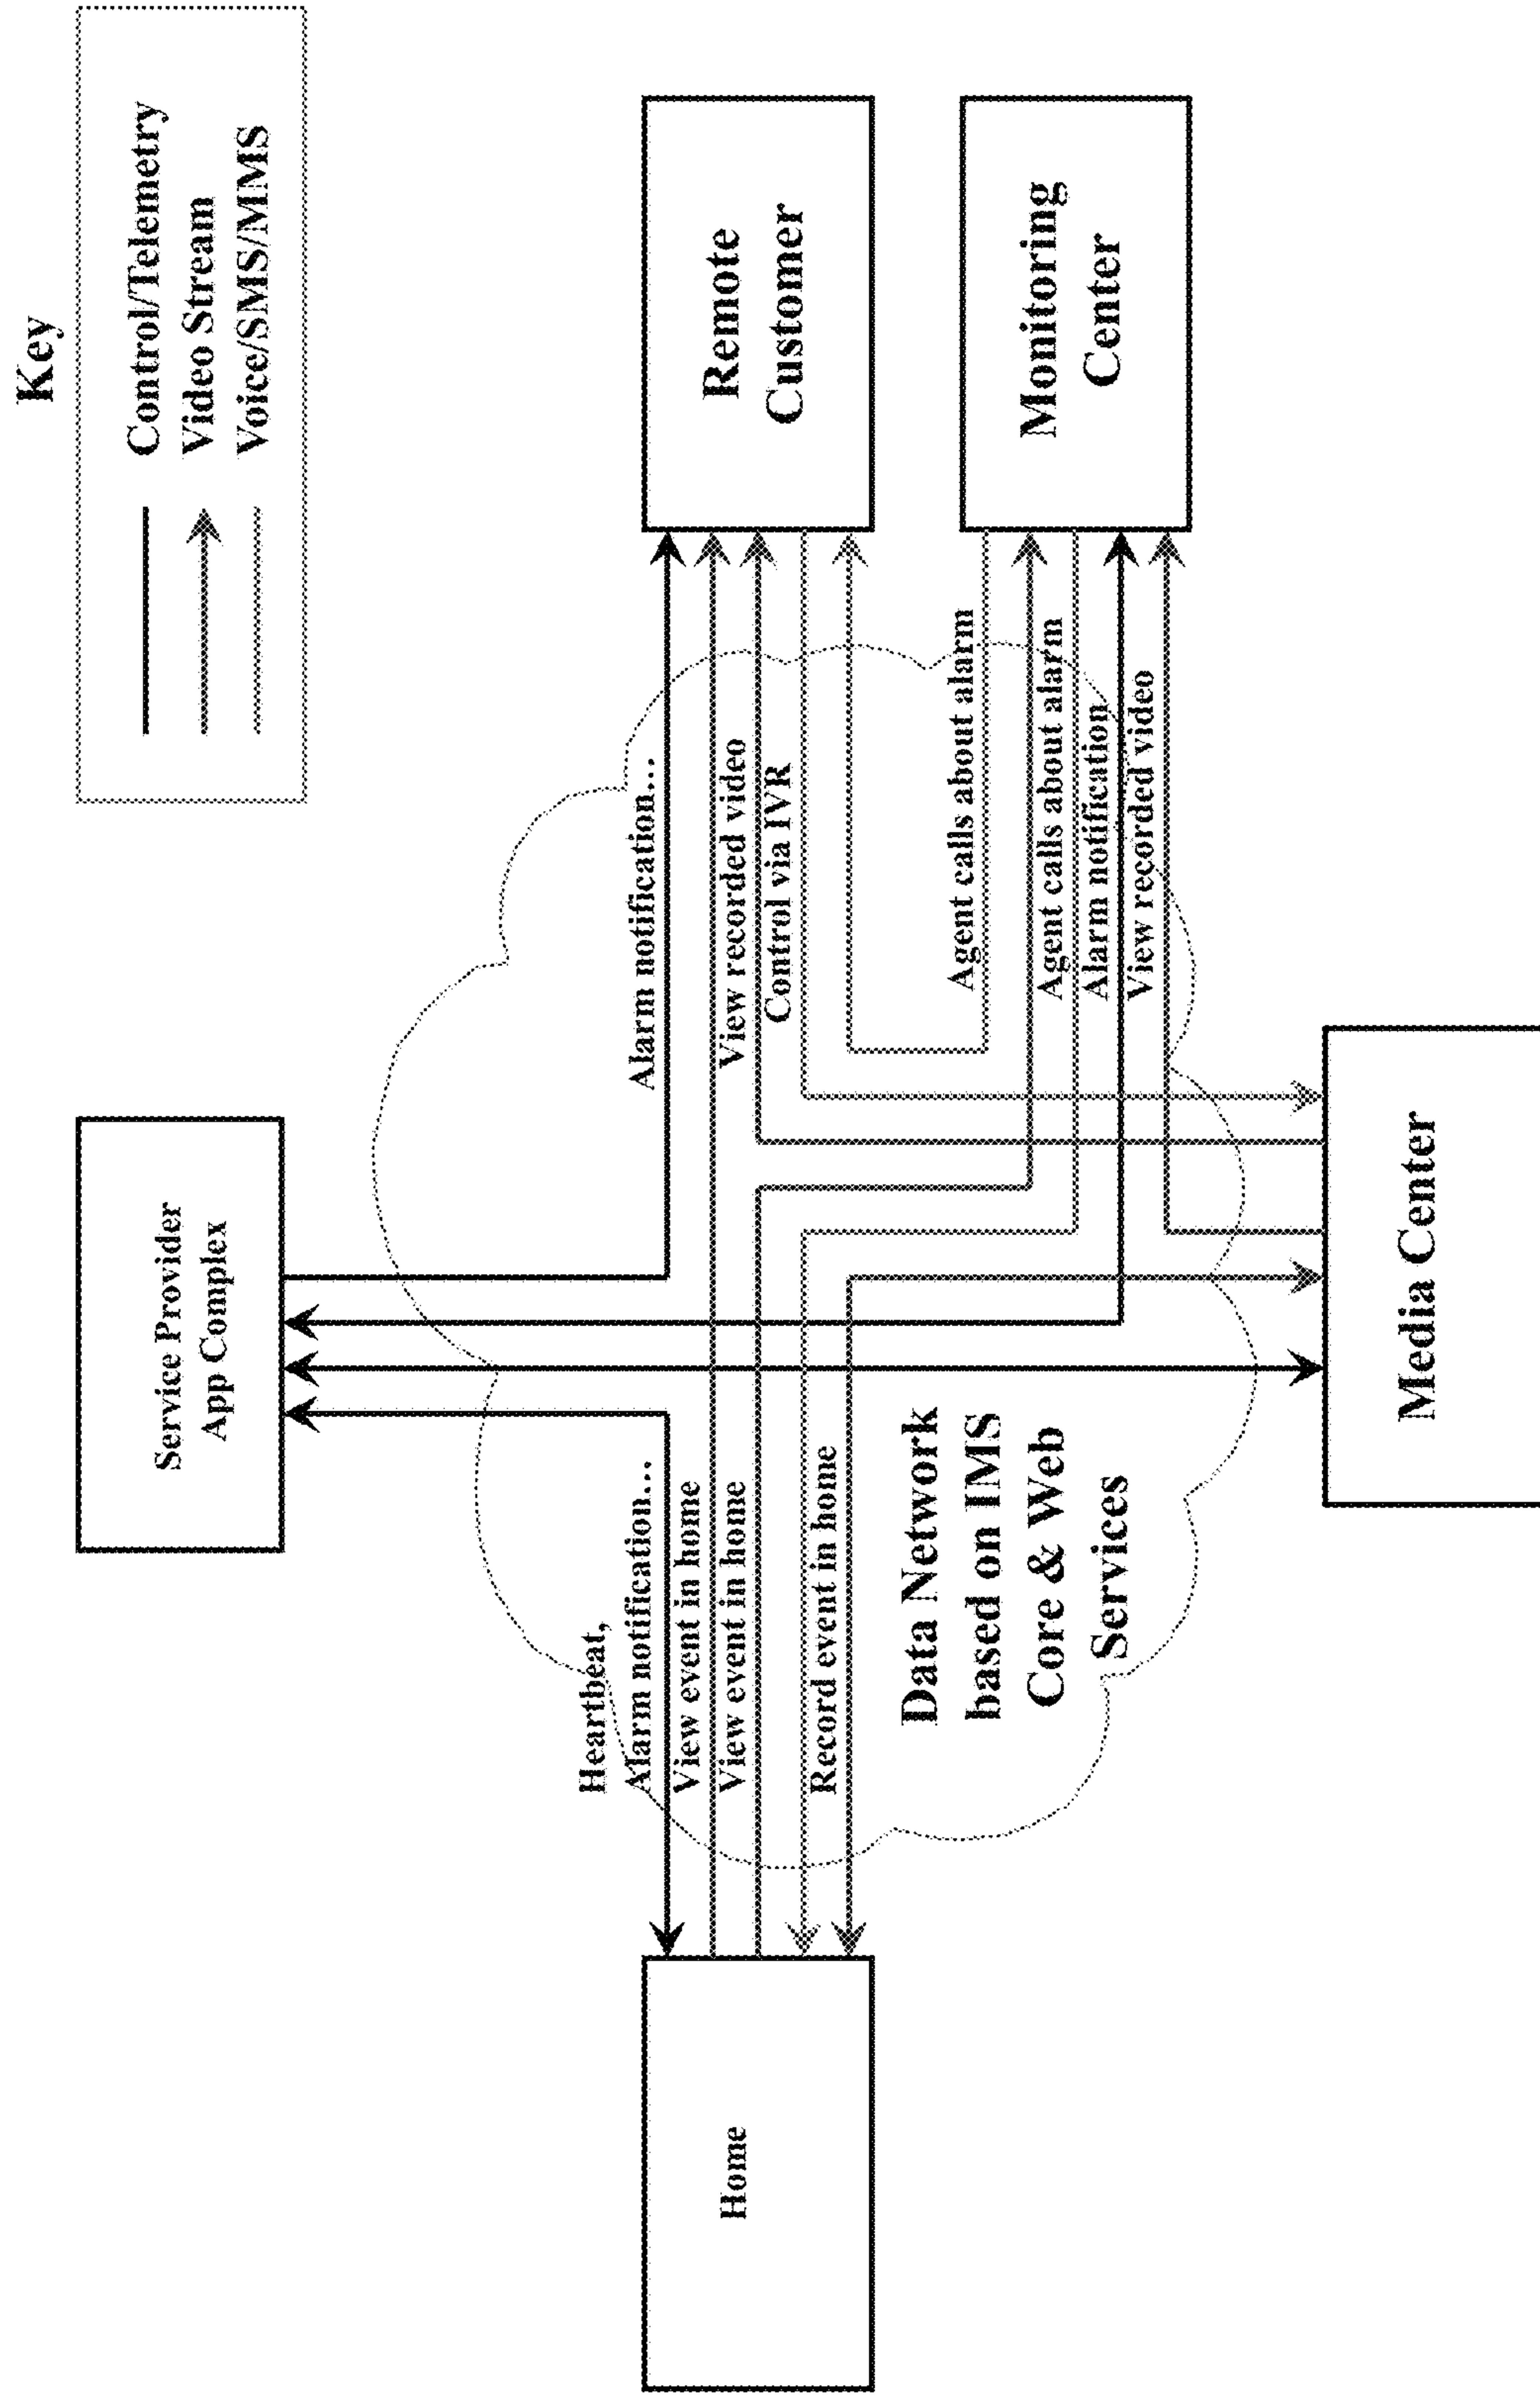 Key
Control/Telemetry
Video Stream
Voice/SMS/MMS
Service Provider
App Complex
Heartbeat,
Alarm notification...
View event in home
View event in home
Record event in home
Alarm notification...
View recorded video
Control via IVR
Agent calls about alarm
Agent calls about alarm
Alarm notification
View recorded video
Home
Remote
Customer
Monitoring
Center
Data Network
based on IMS
Core & Web
Services
Media Center